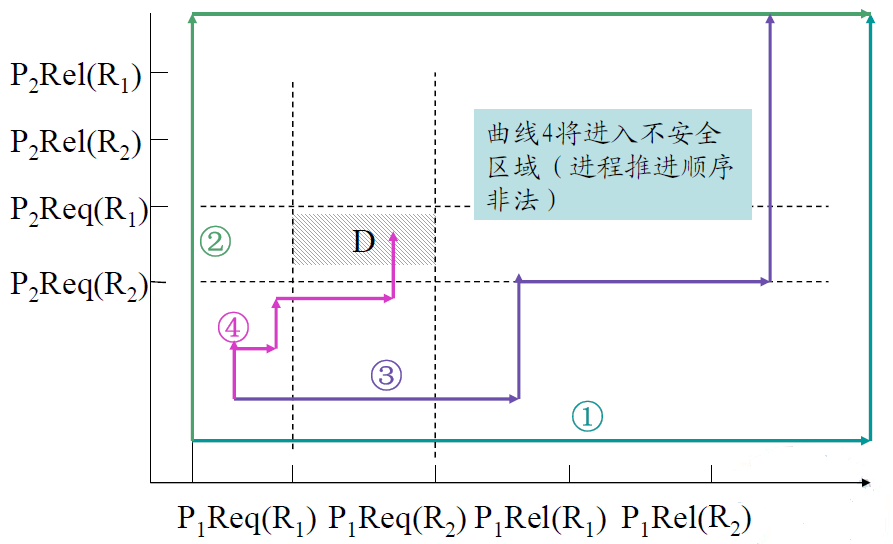 P₂Rel(R₁)
P₂Rel(R₂)
曲线4将进入不安全
区域（进程推进顺序
非法）
P₂Req(R₁)
② D
P₂Req(R₂)
④
③
①
P₁Req(R₁) P₁Req(R₂) P₁Rel(R₁) P₁Rel(R₂)